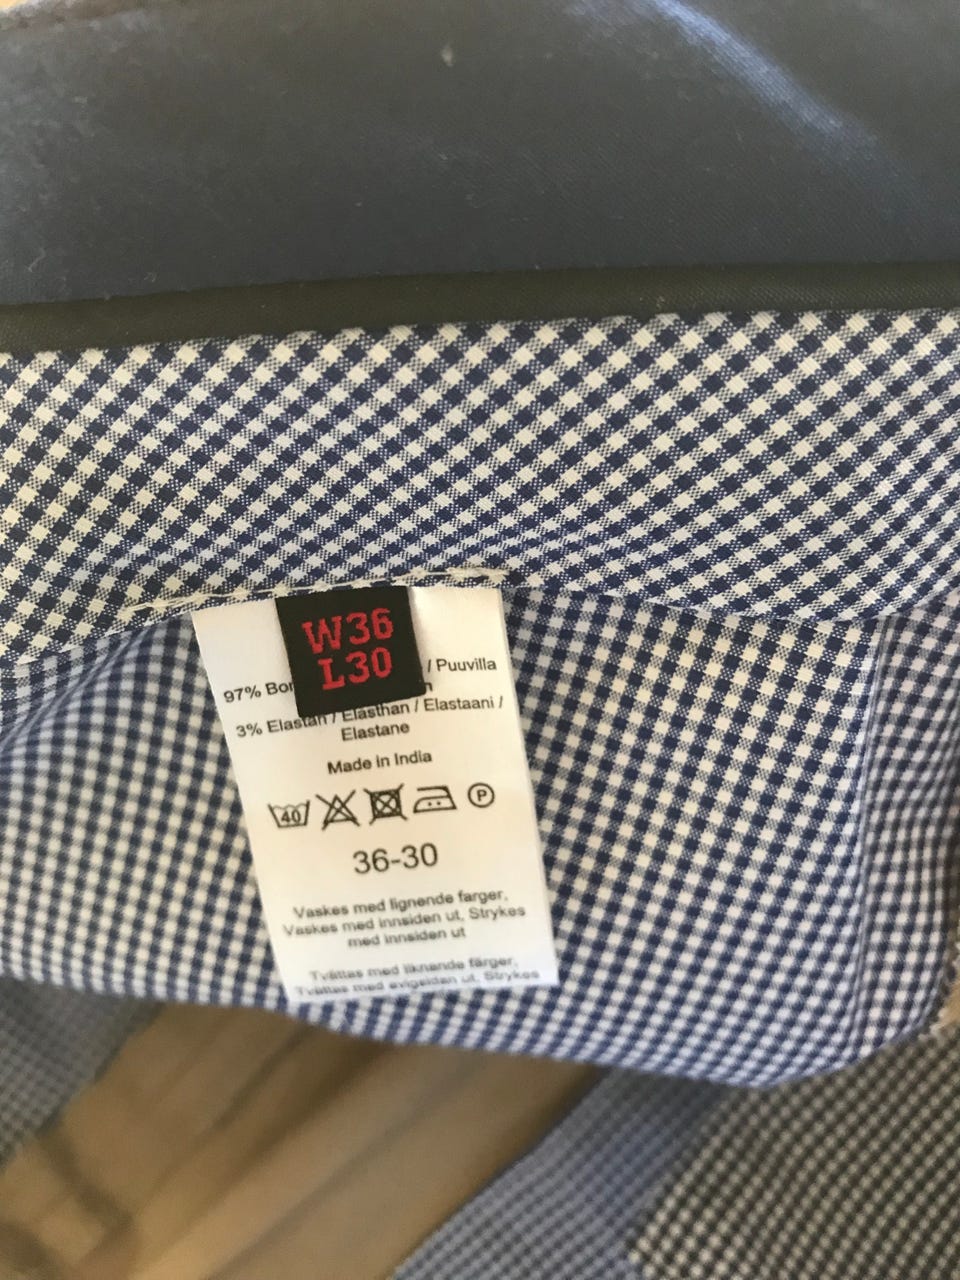 W36
L30
97% / Puuvilla
3% Elastan / Elasthan / Elastaani /
Elastane
Made in India
40 P
36-30
Vaskes med lignende farger,
Vaskes med innsiden ut, Strykes
med innsiden ut
Tvättas med liknande färger,
Tvättas med avigsidan ut, Strykes